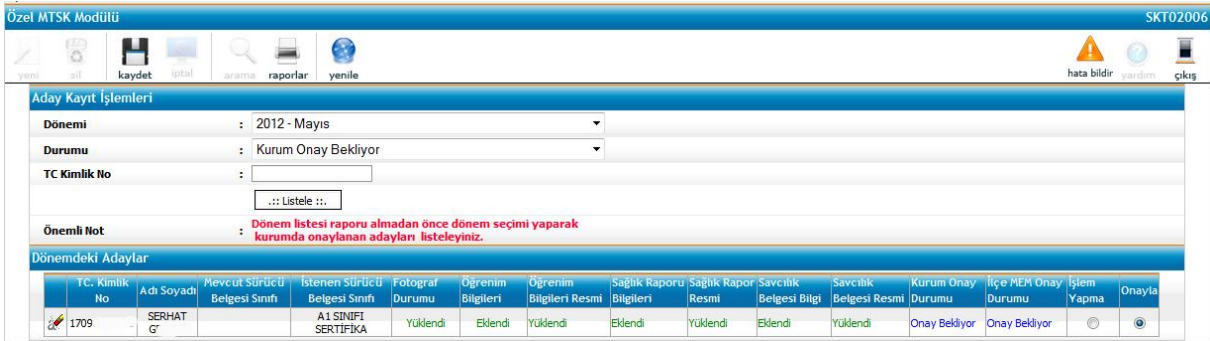 Özel MTSK Modülü SKT02006
yeni sil kaydet iptal arama raporlar yenile hata bildir yardım çıkış
Aday Kayıt İşlemleri
Dönemi : 2012 - Mayıs
Durumu : Kurum Onay Bekliyor
TC Kimlik No :
.:: Listele ::.
Önemli Not : Dönem listesi raporu almadan önce dönem seçimi yaparak
kurumda onaylanan adayları listeleyiniz.
Dönemdeki Adaylar
TC. Kimlik Mevcut Sürücü İstenen Sürücü Fotograf Öğrenim Öğrenim Sağlık Raporu Sağlık Rapor Savcılık Savcılık Kurum Onay İlçe MEM Onay İşlem
No Adı Soyadı Belgesi Sınıfı Belgesi Sınıfı Durumu Bilgileri Bilgileri Resmi Bilgileri Resmi Belgesi Bilgi Belgesi Resmi Durumu Durumu Yapma Onayla
SERHAT A1 SINIFI
1709 SERTİFİKA Yüklendi Eklendi Yüklendi Eklendi Yüklendi Eklendi Yüklendi Onay Bekliyor Onay Bekliyor